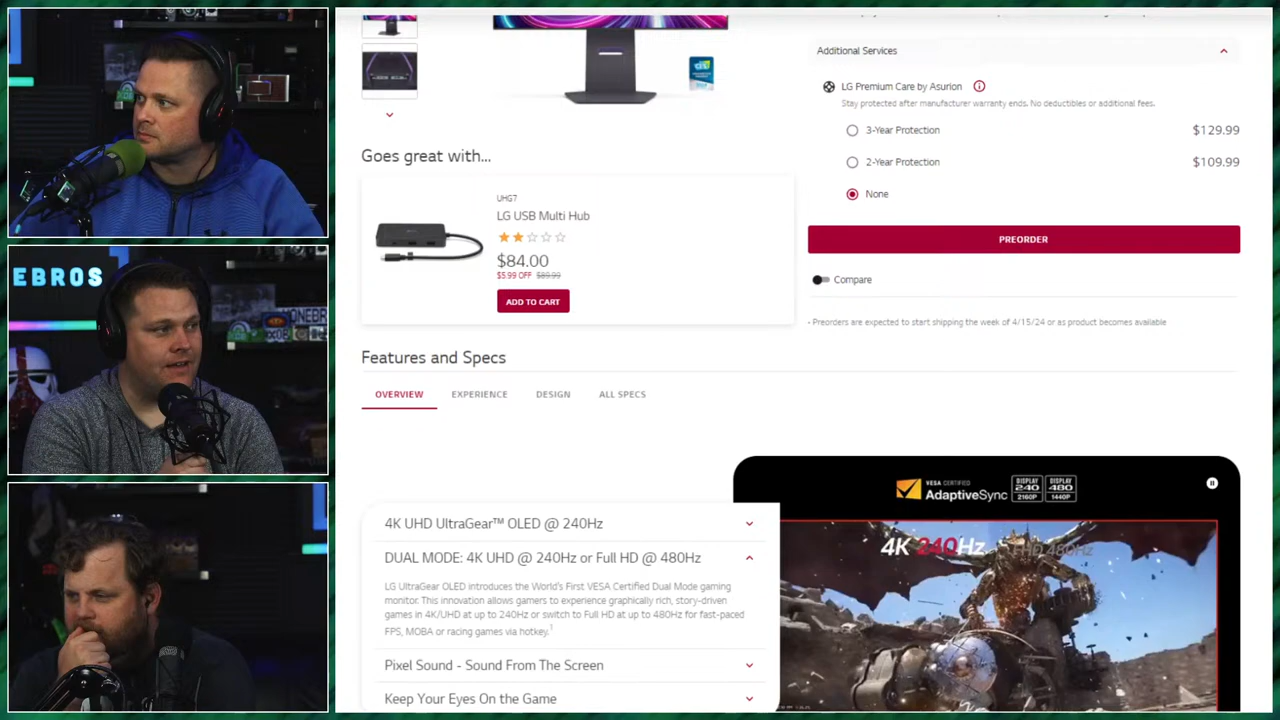 EBROS
Additional Services
LG Premium Care by Asurion
Stay protected after manufacturer warranty ends. No deductibles or additional fees.
3-Year Protection
$129.99
2-Year Protection
$109.99
None
PREORDER
Compare
• Preorders are expected to start shipping the week of 4/15/24 or as product becomes available
Goes great with...
UHG7
LG USB Multi Hub
$84.00
$5.99 OFF $89.99
ADD TO CART
Features and Specs
OVERVIEW
EXPERIENCE
DESIGN
ALL SPECS
4K UHD UltraGear™ OLED @ 240Hz
DUAL MODE: 4K UHD @ 240Hz or Full HD @ 480Hz
LG UltraGear OLED introduces the World's First VESA Certified Dual Mode gaming
monitor. This innovation allows gamers to experience graphically rich, story-driven
games in 4K/UHD at up to 240Hz or switch to Full HD at up to 480Hz for fast-paced
FPS, MOBA or racing games via hotkey.1
Pixel Sound - Sound From The Screen
Keep Your Eyes On the Game
VESA CERTIFIED
AdaptiveSync
DISPLAY
240
2160P
DISPLAY
480
1440P
4K 240Hz
FHD 480Hz